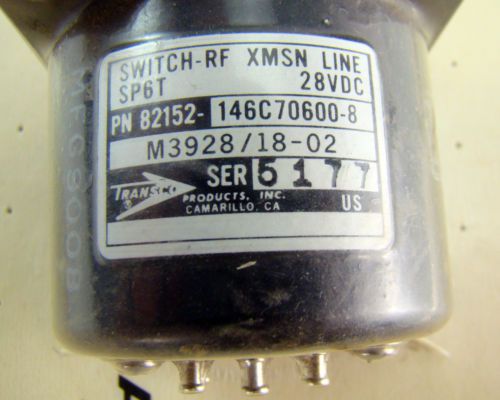 SWITCH-RF XMSN LINE
SP6T 28VDC
PN 82152- 146C70600-8
M3928/18-02
SER 5177
TRANSCO
PRODUCTS, INC.
CAMARILLO, CA US
MFG9008